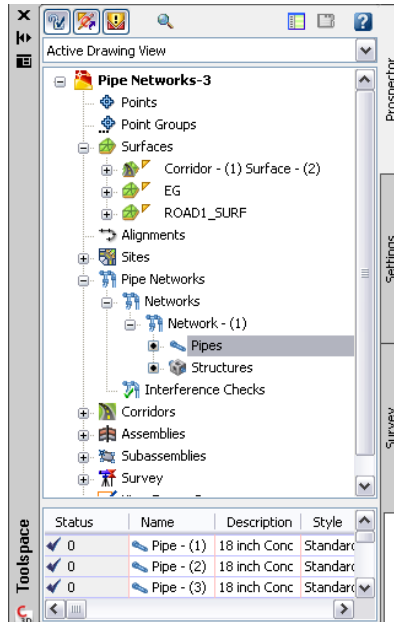 Active Drawing View
Pipe Networks-3
Points
Point Groups
Surfaces
Corridor - (1) Surface - (2)
EG
ROAD1_SURF
Alignments
Sites
Pipe Networks
Networks
Network - (1)
Pipes
Structures
Interference Checks
Corridors
Assemblies
Subassemblies
Survey
Status Name Description Style
0 Pipe - (1) 18 inch Conc Standard
0 Pipe - (2) 18 inch Conc Standard
0 Pipe - (3) 18 inch Conc Standar
Toolspace
Prospector
Settings
Survey